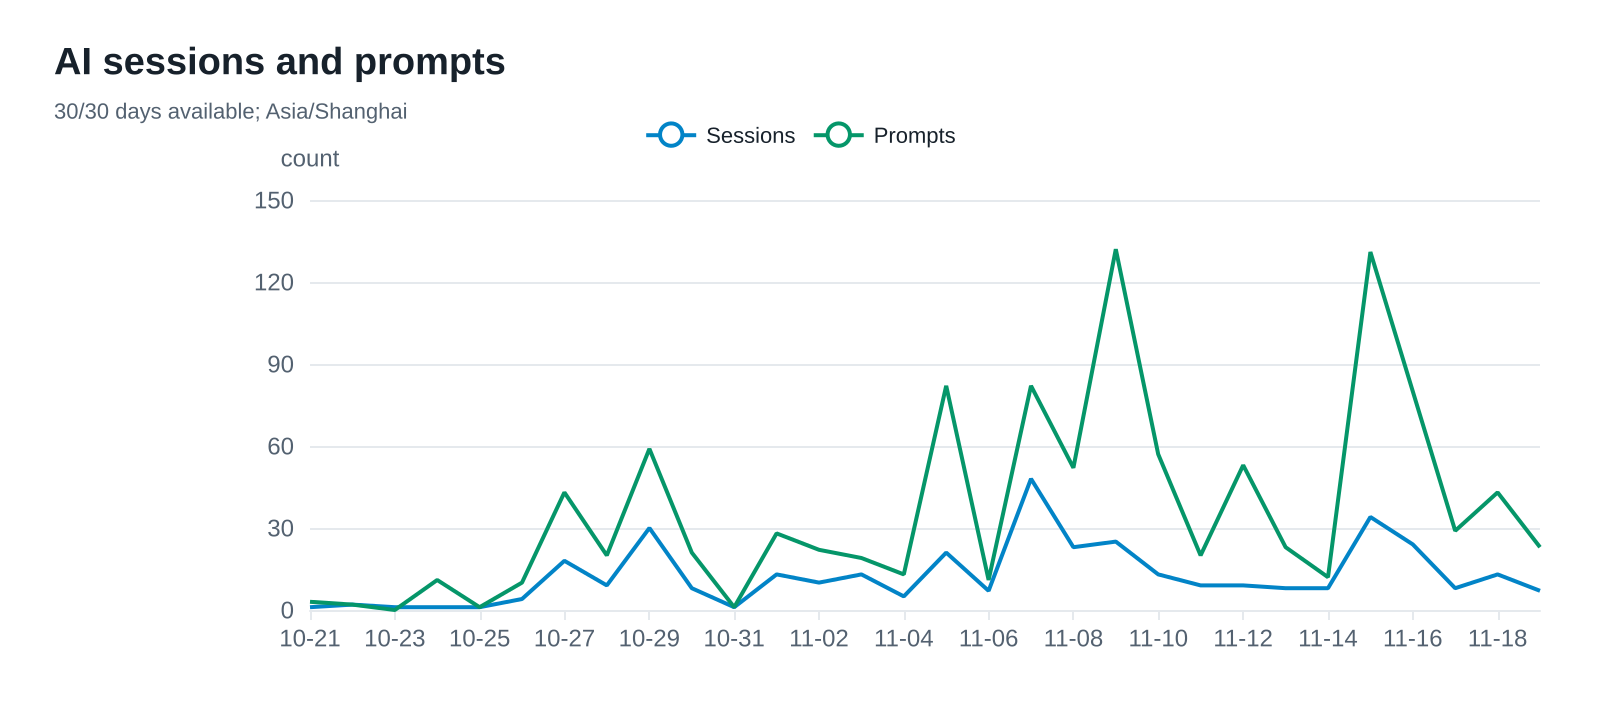 AI sessions and prompts
30/30 days available; Asia/Shanghai
Sessions Prompts
count
150
120
90
60
30
0
10-21 10-23 10-25 10-27 10-29 10-31 11-02 11-04 11-06 11-08 11-10 11-12 11-14 11-16 11-18